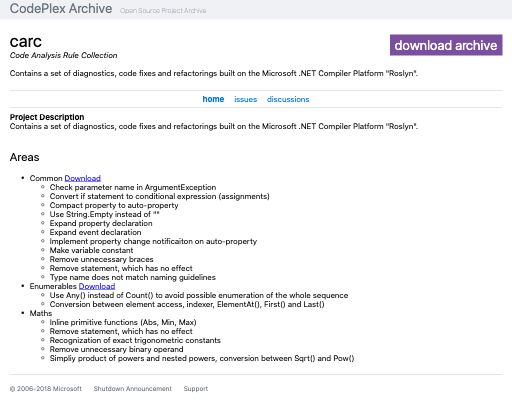 CodePlex Archive Open Source Project Archive
carc
download archive
Code Analysis Rule Collection
Contains a set of diagnostics, code fixes and refactorings built on the Microsoft .NET Compiler Platform "Roslyn".
home issues discussions
Project Description
Contains a set of diagnostics, code fixes and refactorings built on the Microsoft .NET Compiler Platform "Roslyn".
Areas
• Common Download
◦ Check parameter name in ArgumentException
◦ Convert if statement to conditional expression (assignments)
◦ Compact property to auto-property
◦ Use String.Empty instead of ""
◦ Expand property declaration
◦ Expand event declaration
◦ Implement property change notificaiton on auto-property
◦ Make variable constant
◦ Remove unnecessary braces
◦ Remove statement, which has no effect
◦ Type name does not match naming guidelines
• Enumerables Download
◦ Use Any() instead of Count() to avoid possible enumeration of the whole sequence
◦ Conversion between element access, indexer, ElementAt(), First() and Last()
• Maths
◦ Inline primitive functions (Abs, Min, Max)
◦ Remove statement, which has no effect
◦ Recognization of exact trigonometric constants
◦ Remove unnecessary binary operand
◦ Simpliy product of powers and nested powers, conversion between Sqrt() and Pow()
© 2006-2018 Microsoft Shutdown Announcement Support